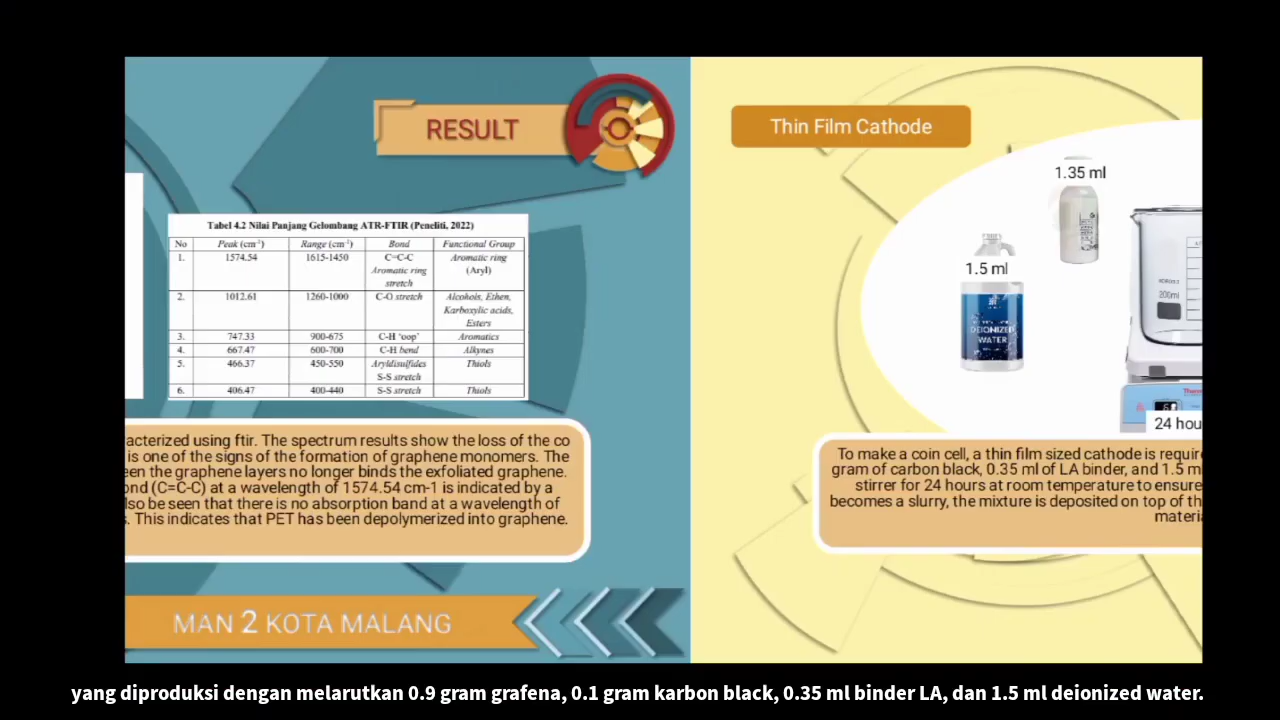 RESULT
Tabel 4.2 Nilai Panjang Gelombang ATR-FTIR (Peneliti, 2022)
No Peak (cm-1) Range (cm-1) Bond Functional Group
1. 1574.54 1615-1450 C=C-C Aromatic ring stretch Aromatic ring (Aryl)
2. 1012.61 1260-1000 C-O stretch Alcohols, Ethen, Karboxylic acids, Esters
3. 747.33 900-675 C-H 'oop' Aromatics
4. 667.47 600-700 C-H bend Alkynes
5. 466.37 450-550 Aryldisulfides S-S stretch Thiols
6. 406.47 400-440 S-S stretch Thiols
acterized using ftir. The spectrum results show the loss of the co
is one of the signs of the formation of graphene monomers. The
een the graphene layers no longer binds the exfoliated graphene.
ond (C=C-C) at a wavelength of 1574.54 cm-1 is indicated by a
lso be seen that there is no absorption band at a wavelength of
. This indicates that PET has been depolymerized into graphene.
MAN 2 KOTA MALANG
Thin Film Cathode
1.35 ml
1.5 ml
DEIONIZED
WATER
200ml
24 hou
To make a coin cell, a thin film sized cathode is requir
gram of carbon black, 0.35 ml of LA binder, and 1.5 m
stirrer for 24 hours at room temperature to ensure
becomes a slurry, the mixture is deposited on top of th
materi
yang diproduksi dengan melarutkan 0.9 gram grafena, 0.1 gram karbon black, 0.35 ml binder LA, dan 1.5 ml deionized water.